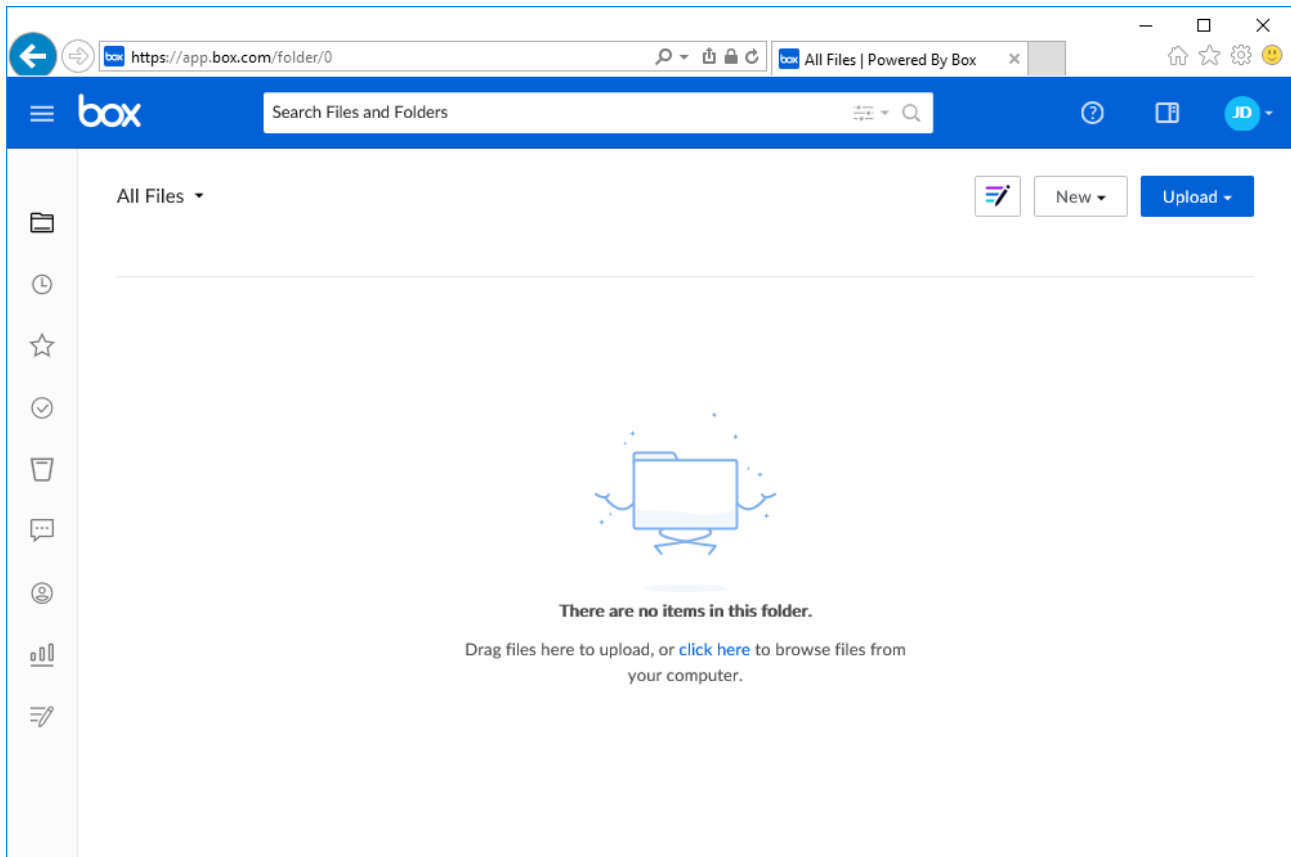 box https://app.box.com/folder/0
box All Files | Powered By Box
box
Search Files and Folders
JD
All Files
New
Upload
There are no items in this folder.
Drag files here to upload, or click here to browse files from
your computer.